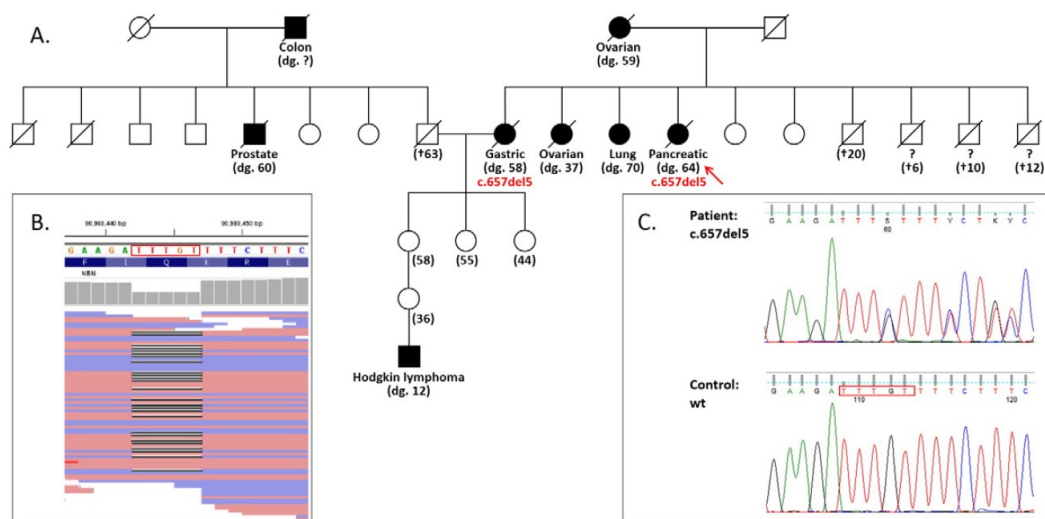 A.
Colon
(dg. ?)
Ovarian
(dg. 59)
Prostate
(dg. 60)
(†63)
Gastric
(dg. 58)
c.657del5
Ovarian
(dg. 37)
Lung
(dg. 70)
Pancreatic
(dg. 64)
c.657del5
(†20)
?
(†6)
?
(†10)
?
(†12)
(58)
(55)
(44)
(36)
Hodgkin lymphoma
(dg. 12)
B.
90,983,440 bp 90,983,450 bp
G A A G A T T T G T T T T C T T T C
F I Q K R E
NBN
C.
Patient:
c.657del5
G A A G A T T T S T T T Y C T K Y C
60
Control:
wt
G A A G A T T T G T T T T C T T T C
110 120